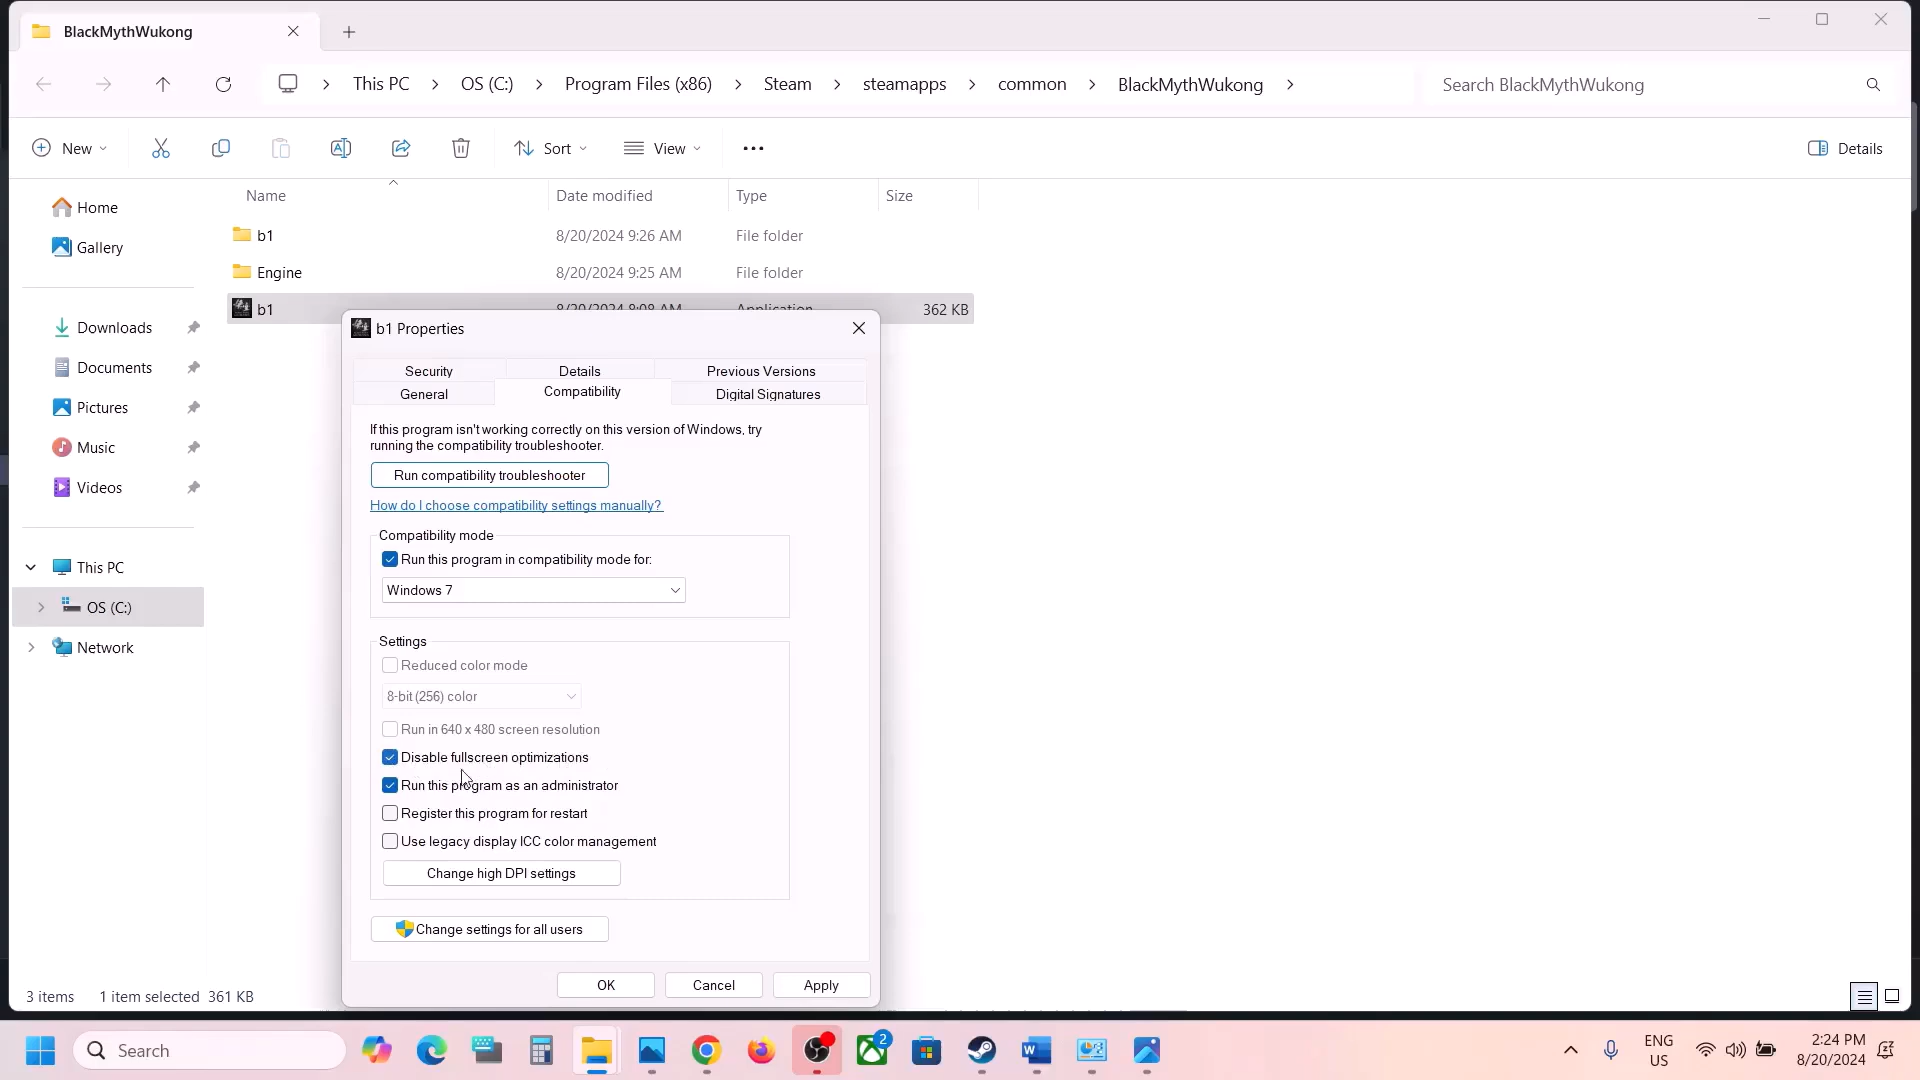 BlackMythWukong
This PC
OS (C:)
Program Files (x86)
Steam
steamapps
common
BlackMythWukong
Search BlackMythWukong
New
Sort
View
Details
Name
Date modified
Type
Size
Home
Gallery
Downloads
Documents
Pictures
Music
Videos
This PC
OS (C:)
Network
b1
8/20/2024 9:26 AM
File folder
Engine
8/20/2024 9:25 AM
File folder
b1
8/20/2024 8:08 AM
Application
362 KB
b1 Properties
Security
Details
Previous Versions
General
Compatibility
Digital Signatures
If this program isn't working correctly on this version of Windows, try
running the compatibility troubleshooter.
Run compatibility troubleshooter
How do I choose compatibility settings manually?
Compatibility mode
Run this program in compatibility mode for:
Windows 7
Settings
Reduced color mode
8-bit (256) color
Run in 640 x 480 screen resolution
Disable fullscreen optimizations
Run this program as an administrator
Register this program for restart
Use legacy display ICC color management
Change high DPI settings
Change settings for all users
OK
Cancel
Apply
3 items
1 item selected 361 KB
Search
2
ENG
US
2:24 PM
8/20/2024